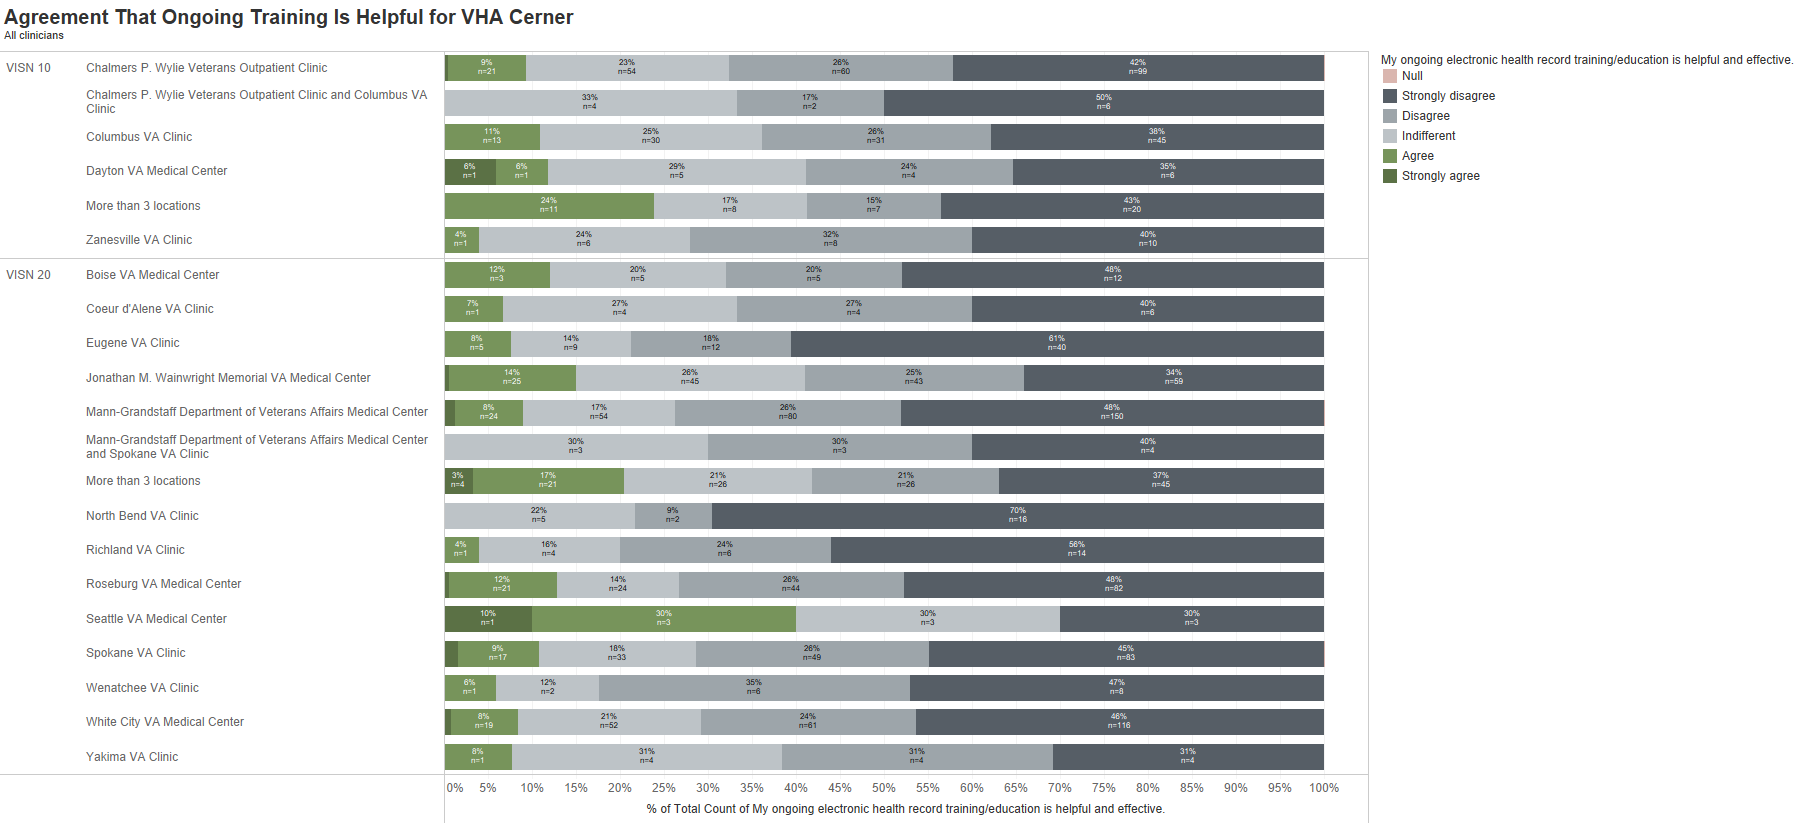 Agreement That Ongoing Training Is Helpful for VHA Cerner
All clinicians
VISN 10
Chalmers P. Wylie Veterans Outpatient Clinic
9% 23% 26% 42%
n=21 n=54 n=60 n=99
Chalmers P. Wylie Veterans Outpatient Clinic and Columbus VA
Clinic
33% 17% 50%
n=4 n=2 n=6
Columbus VA Clinic
11% 25% 26% 38%
n=13 n=30 n=31 n=45
Dayton VA Medical Center
6% 6% 29% 24% 35%
n=1 n=1 n=5 n=4 n=6
More than 3 locations
24% 17% 15% 43%
n=11 n=8 n=7 n=20
Zanesville VA Clinic
4% 24% 32% 40%
n=1 n=6 n=8 n=10
VISN 20
Boise VA Medical Center
12% 20% 20% 48%
n=3 n=5 n=5 n=12
Coeur d'Alene VA Clinic
7% 27% 27% 40%
n=1 n=4 n=4 n=6
Eugene VA Clinic
8% 14% 18% 61%
n=5 n=9 n=12 n=40
Jonathan M. Wainwright Memorial VA Medical Center
14% 26% 25% 34%
n=25 n=45 n=43 n=59
Mann-Grandstaff Department of Veterans Affairs Medical Center
8% 17% 26% 48%
n=24 n=54 n=80 n=150
Mann-Grandstaff Department of Veterans Affairs Medical Center
and Spokane VA Clinic
30% 30% 40%
n=3 n=3 n=4
More than 3 locations
3% 17% 21% 21% 37%
n=4 n=21 n=26 n=26 n=45
North Bend VA Clinic
22% 9% 70%
n=5 n=2 n=16
Richland VA Clinic
4% 16% 24% 56%
n=1 n=4 n=6 n=14
Roseburg VA Medical Center
12% 14% 26% 48%
n=21 n=24 n=44 n=82
Seattle VA Medical Center
10% 30% 30% 30%
n=1 n=3 n=3 n=3
Spokane VA Clinic
9% 18% 26% 45%
n=17 n=33 n=49 n=83
Wenatchee VA Clinic
6% 12% 35% 47%
n=1 n=2 n=6 n=8
White City VA Medical Center
8% 21% 24% 46%
n=19 n=52 n=61 n=116
Yakima VA Clinic
8% 31% 31% 31%
n=1 n=4 n=4 n=4
0% 5% 10% 15% 20% 25% 30% 35% 40% 45% 50% 55% 60% 65% 70% 75% 80% 85% 90% 95% 100%
% of Total Count of My ongoing electronic health record training/education is helpful and effective.
My ongoing electronic health record training/education is helpful and effective.
Null
Strongly disagree
Disagree
Indifferent
Agree
Strongly agree